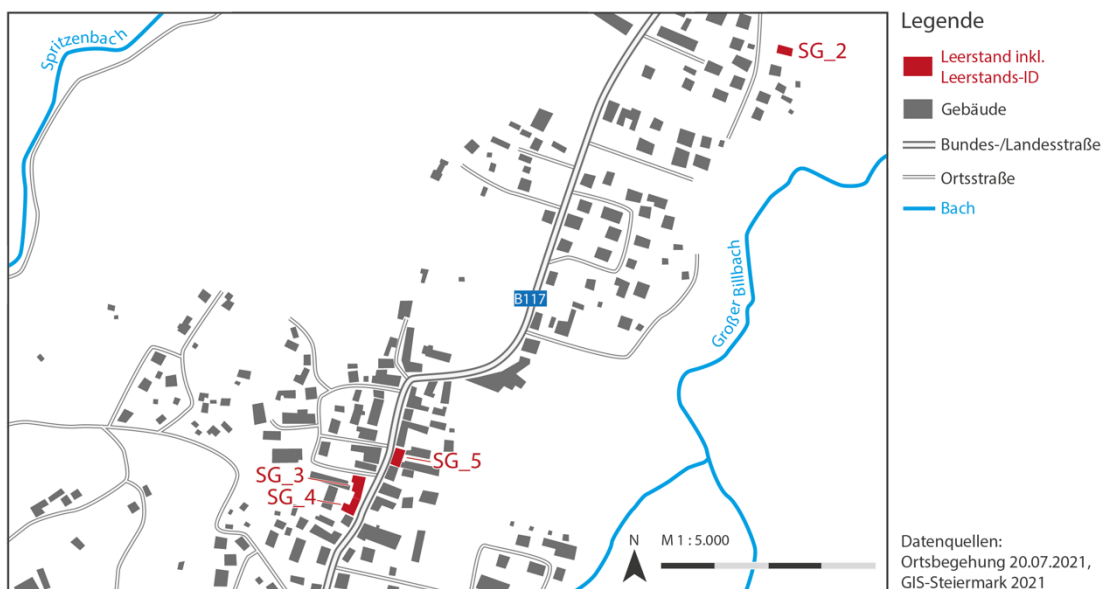 Spritzenbach
SG_2
B117
Großer Billbach
SG_5
SG_3
SG_4
N
M 1 : 5.000
Legende
Leerstand inkl.
Leerstands-ID
Gebäude
Bundes-/Landesstraße
Ortsstraße
Bach
Datenquellen:
Ortsbegehung 20.07.2021,
GIS-Steiermark 2021